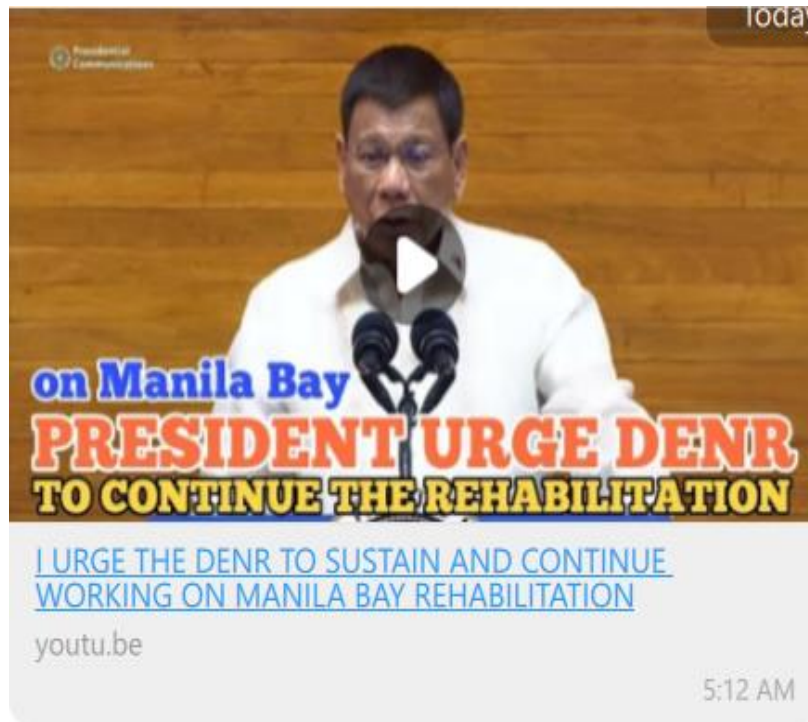 Today
Presidential
Communications
on Manila Bay
PRESIDENT URGE DENR
TO CONTINUE THE REHABILITATION
I URGE THE DENR TO SUSTAIN AND CONTINUE
WORKING ON MANILA BAY REHABILITATION
youtu.be
5:12 AM